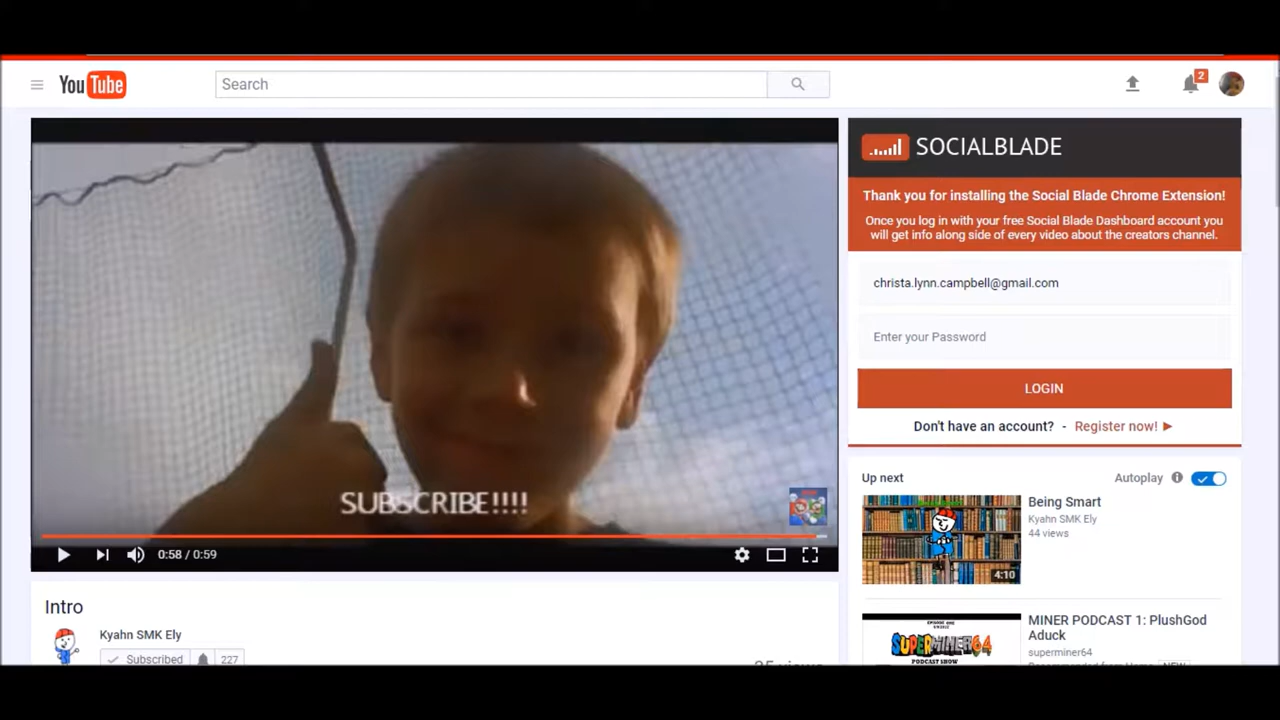 YouTube
Search
2
SOCIALBLADE
Thank you for installing the Social Blade Chrome Extension!
Once you log in with your free Social Blade Dashboard account you
will get info along side of every video about the creators channel.
christa.lynn.campbell@gmail.com
Enter your Password
LOGIN
Don't have an account? - Register now!
SUBSCRIBE!!!!
0:58 / 0:59
Up next
Autoplay
Being Smart
Kyahn SMK Ely
44 views
4:10
Intro
Kyahn SMK Ely
Subscribed 227
MINER PODCAST 1: PlushGod
Aduck
superminer64
Recommended from Home NEW
SUPERMINER64
PODCAST SHOW